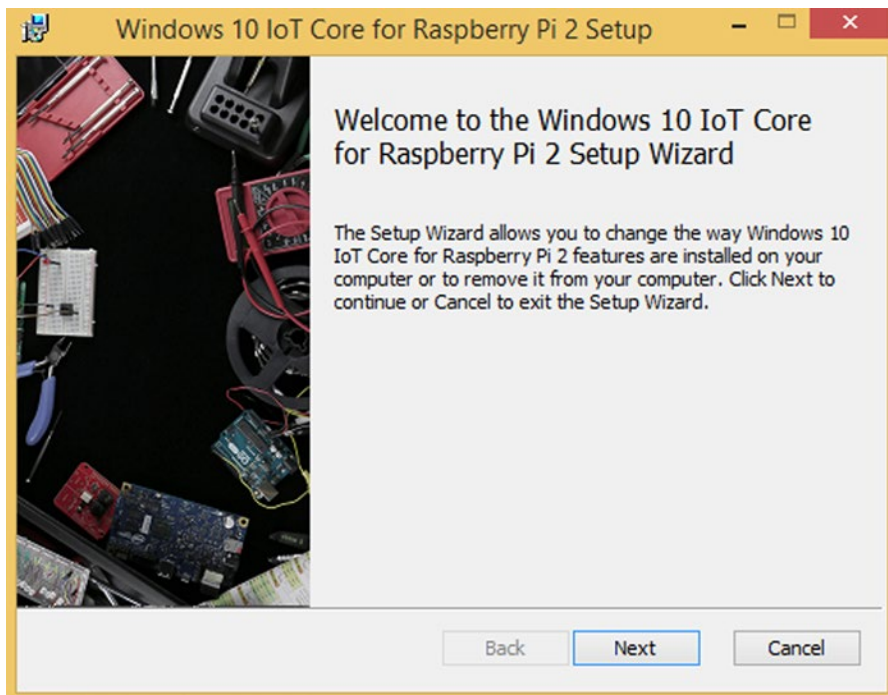 Windows 10 IoT Core for Raspberry Pi 2 Setup
Welcome to the Windows 10 IoT Core
for Raspberry Pi 2 Setup Wizard
The Setup Wizard allows you to change the way Windows 10
IoT Core for Raspberry Pi 2 features are installed on your
computer or to remove it from your computer. Click Next to
continue or Cancel to exit the Setup Wizard.
Back Next Cancel